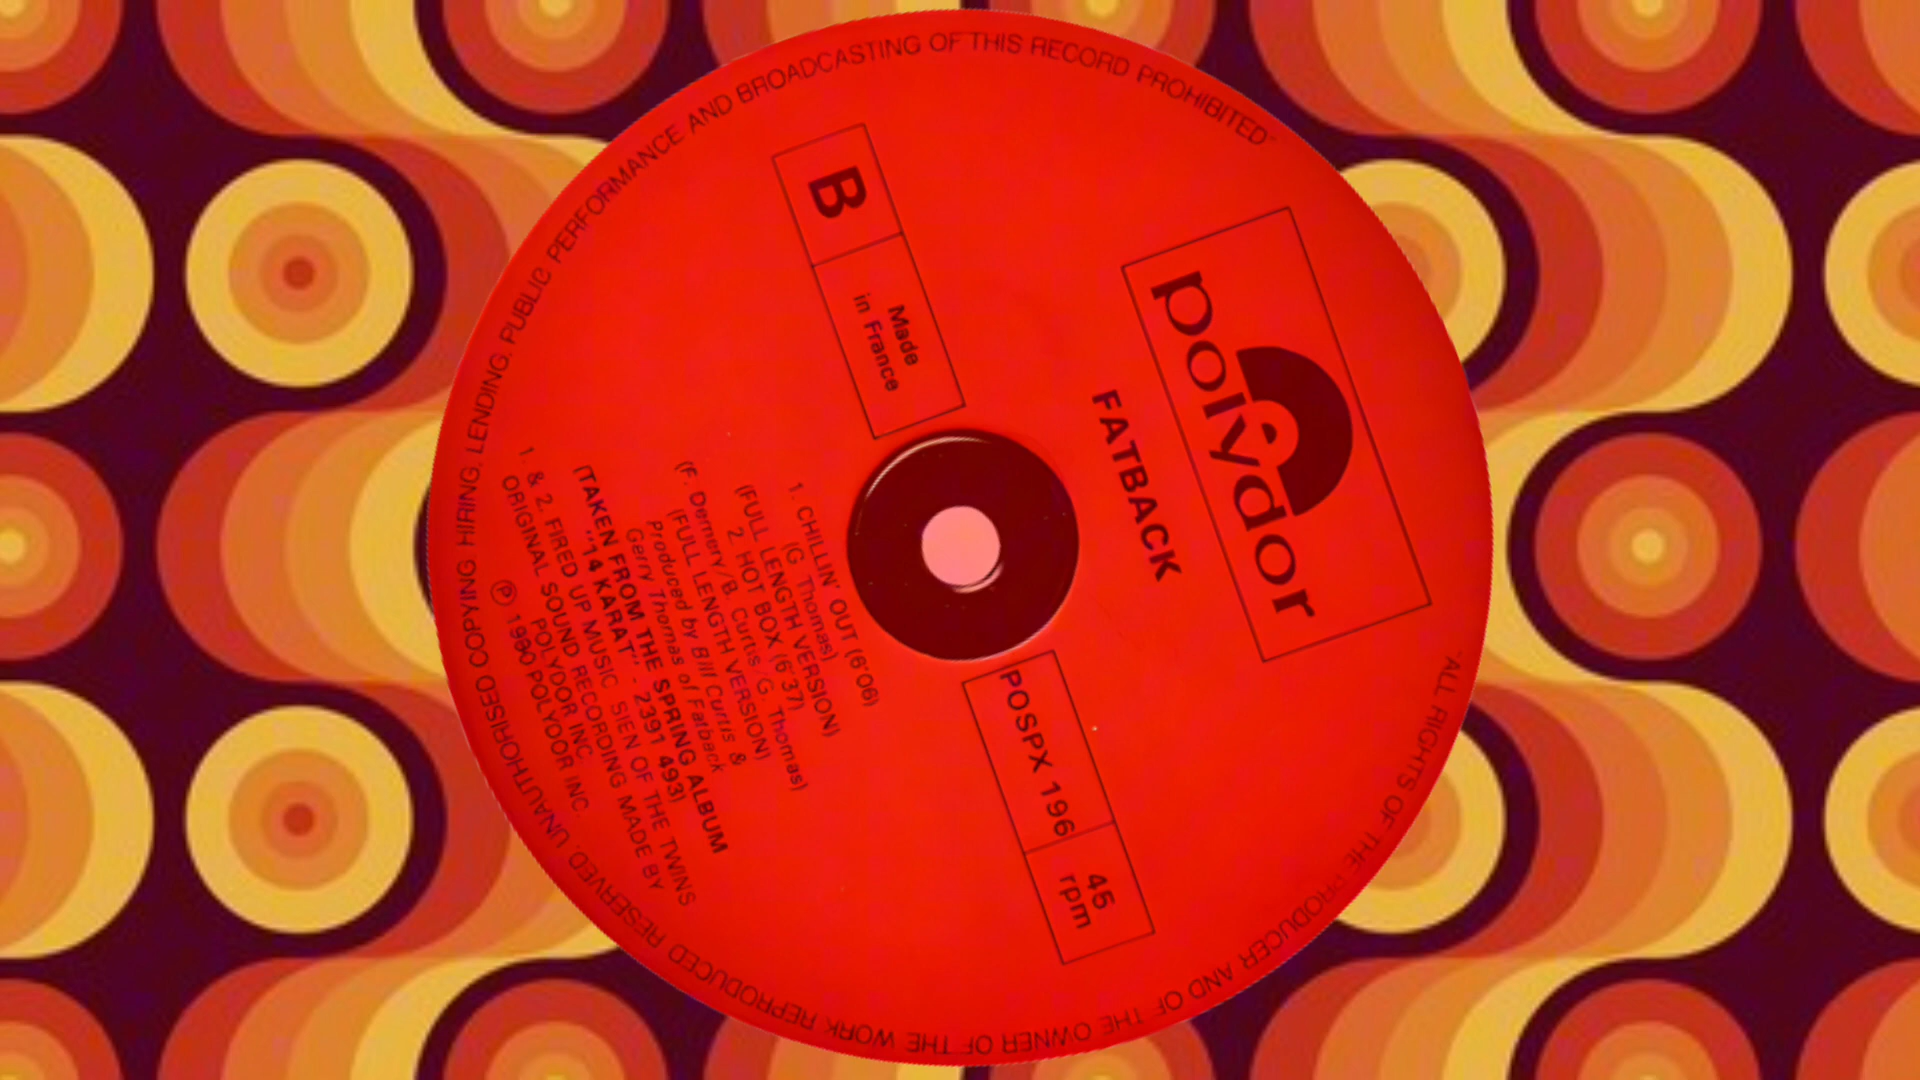 polydor
FATBACK
B
Made
in France
POSPX 196
45
rpm
1. CHILLIN' OUT (6'06)
(G. Thomas)
(FULL LENGTH VERSION)
2. HOT BOX (6'37)
(F. Demery/B. Curtis/G. Thomas)
(FULL LENGTH VERSION)
Produced by Bill Curtis &
Gerry Thomas of Fatback
(TAKEN FROM THE SPRING ALBUM
"14 KARAT" - 2391 493)
1. & 2. FIRED UP MUSIC SIEN OF THE TWINS
ORIGINAL SOUND RECORDING MADE BY
POLYDOR INC.
Ⓟ 1980 POLYDOR INC.
"ALL RIGHTS OF THE PRODUCER AND OF THE OWNER OF THE WORK REPRODUCED RESERVED. UNAUTHORISED COPYING HIRING, LENDING, PUBLIC PERFORMANCE AND BROADCASTING OF THIS RECORD PROHIBITED"